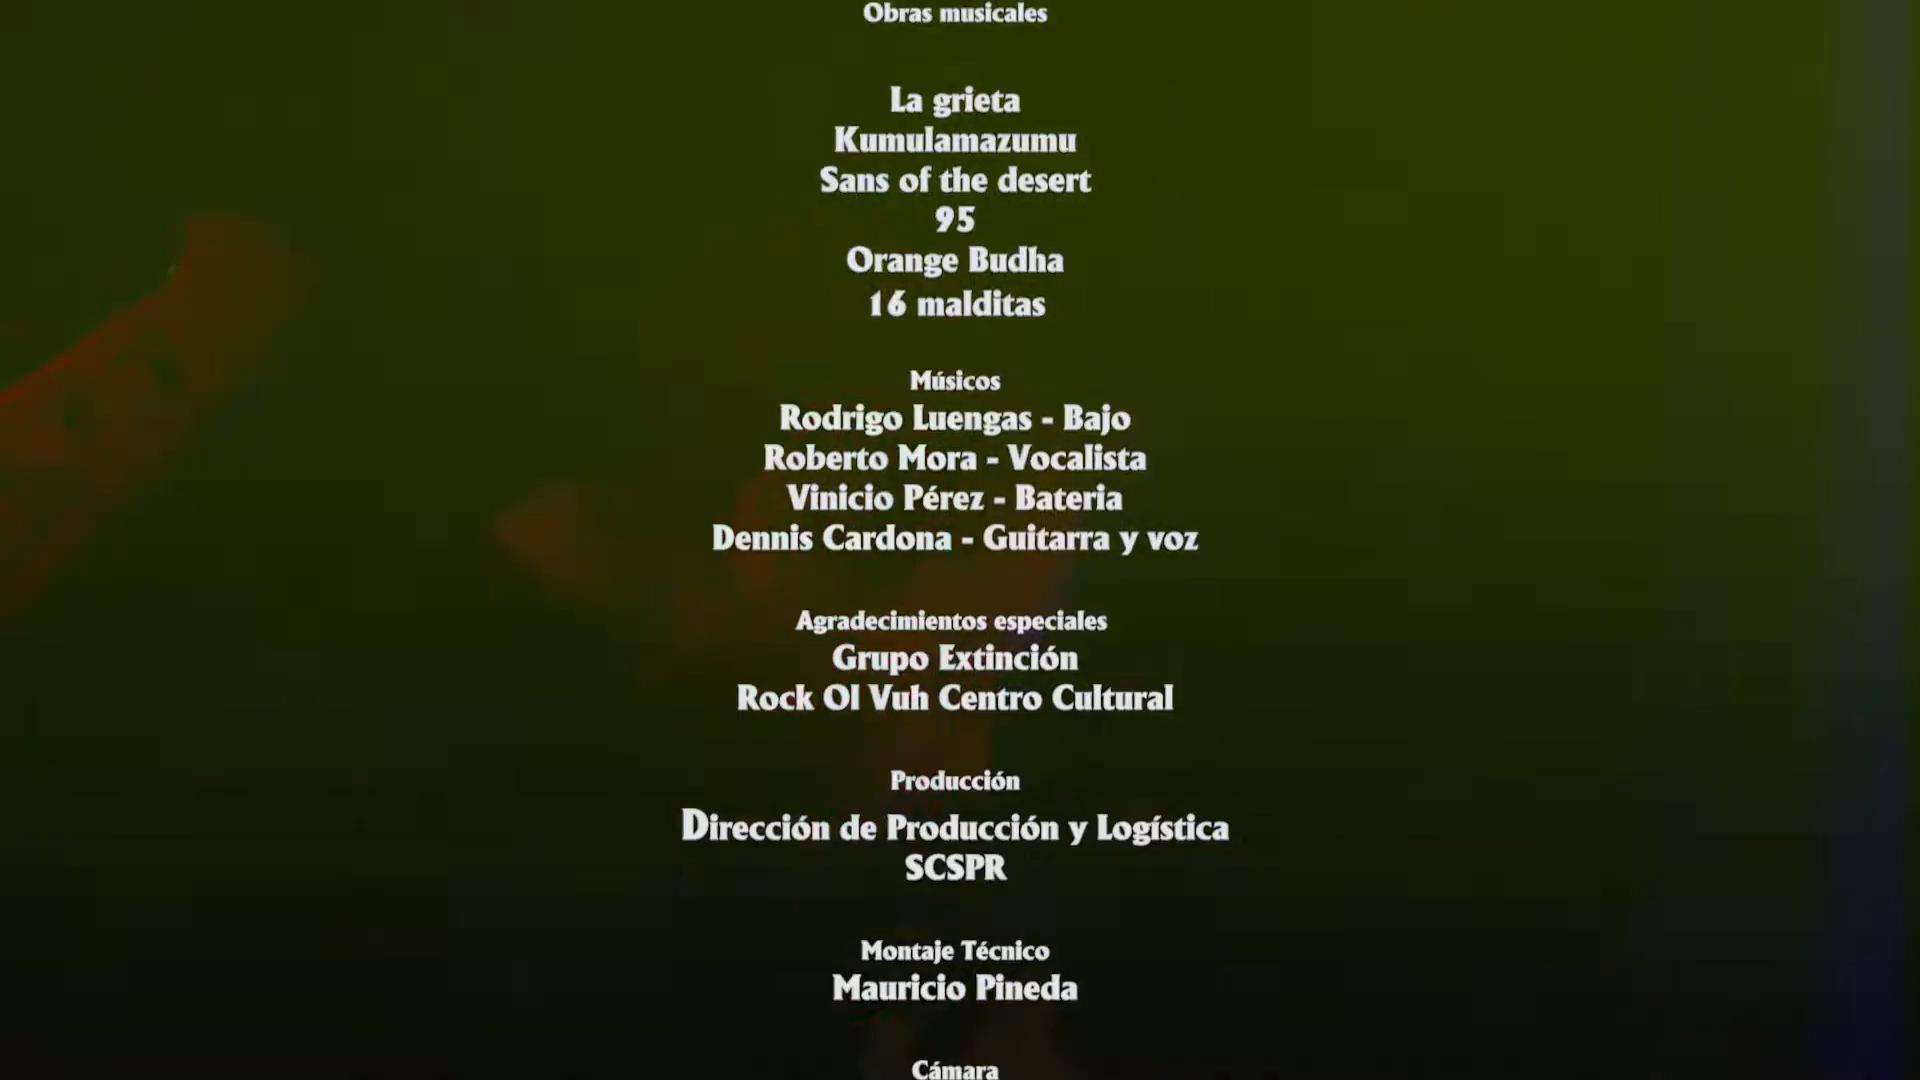 Obras musicales
La grieta
Kumulamazumu
Sans of the desert
95
Orange Budha
16 malditas
Músicos
Rodrigo Luengas - Bajo
Roberto Mora - Vocalista
Vinicio Pérez - Bateria
Dennis Cardona - Guitarra y voz
Agradecimientos especiales
Grupo Extinción
Rock Ol Vuh Centro Cultural
Producción
Dirección de Producción y Logística
SCSPR
Montaje Técnico
Mauricio Pineda
Cámara